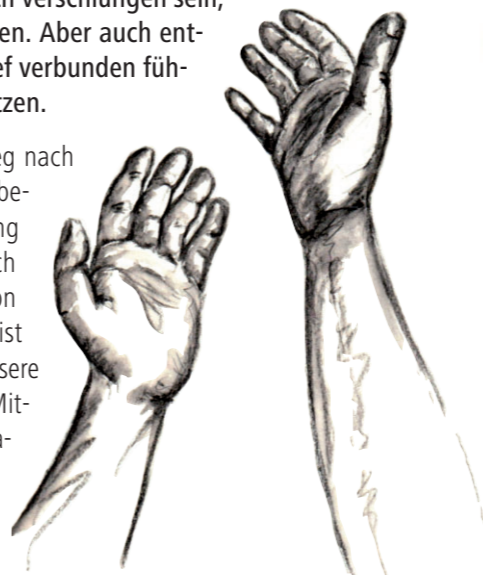 verschlungen sein,
en. Aber auch ent-
ef verbunden füh-
tzen.
eg nach
be-
ng
ch
on
ist
sere
Mit-
a-